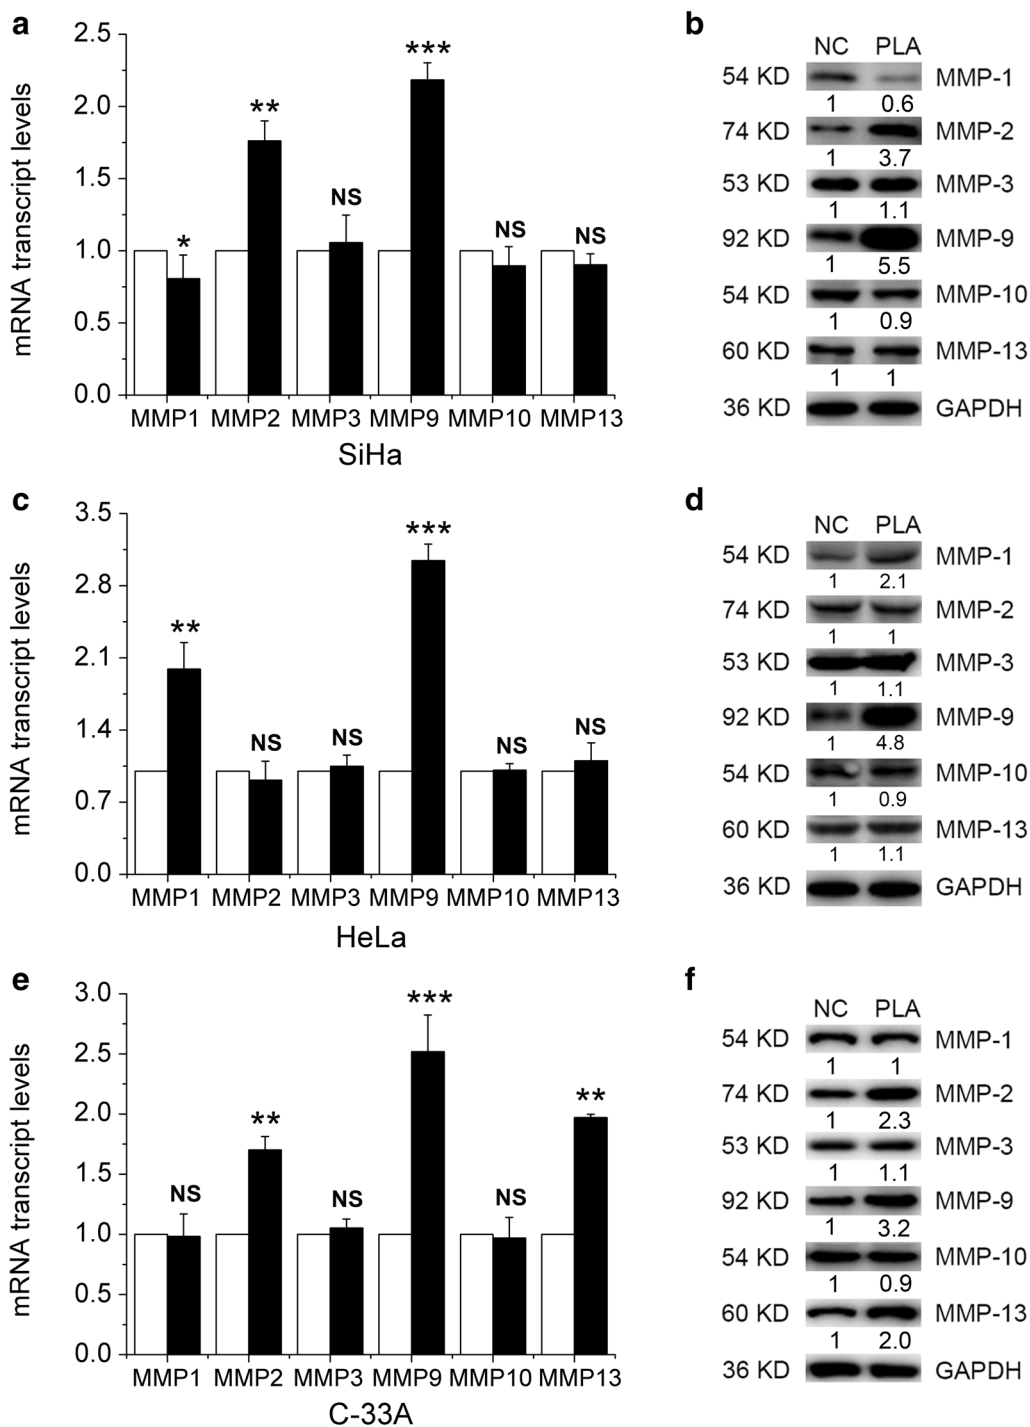 a
mRNA transcript levels
2.5
2.0
1.5
1.0
0.5
0.0
*
**
NS
***
NS
NS
MMP1 MMP2 MMP3 MMP9 MMP10 MMP13
SiHa
b
NC PLA
54 KD MMP-1
1 0.6
74 KD MMP-2
1 3.7
53 KD MMP-3
1 1.1
92 KD MMP-9
1 5.5
54 KD MMP-10
1 0.9
60 KD MMP-13
1 1
36 KD GAPDH
c
mRNA transcript levels
3.5
2.8
2.1
1.4
0.7
0.0
**
NS
NS
***
NS
NS
MMP1 MMP2 MMP3 MMP9 MMP10 MMP13
HeLa
d
NC PLA
54 KD MMP-1
1 2.1
74 KD MMP-2
1 1
53 KD MMP-3
1 1.1
92 KD MMP-9
1 4.8
54 KD MMP-10
1 0.9
60 KD MMP-13
1 1.1
36 KD GAPDH
e
mRNA transcript levels
3.0
2.5
2.0
1.5
1.0
0.5
0.0
NS
**
NS
***
NS
**
MMP1 MMP2 MMP3 MMP9 MMP10 MMP13
C-33A
f
NC PLA
54 KD MMP-1
1 1
74 KD MMP-2
1 2.3
53 KD MMP-3
1 1.1
92 KD MMP-9
1 3.2
54 KD MMP-10
1 0.9
60 KD MMP-13
1 2.0
36 KD GAPDH